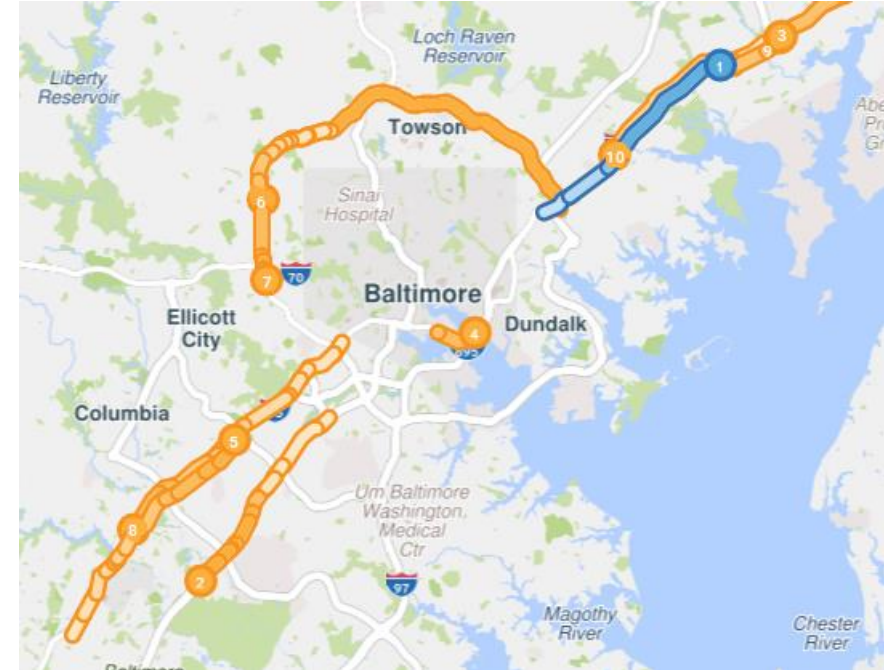 Loch Raven
Reservoir
3
9
1
Liberty
Reservoir
Towson
10
6
Sinai
Hospital
7
70
Baltimore
Ellicott
City
4
Dundalk
Columbia
5
8
Um Baltimore
Washington
Medical
Ctr
2
97
Magothy
River
Chester
River